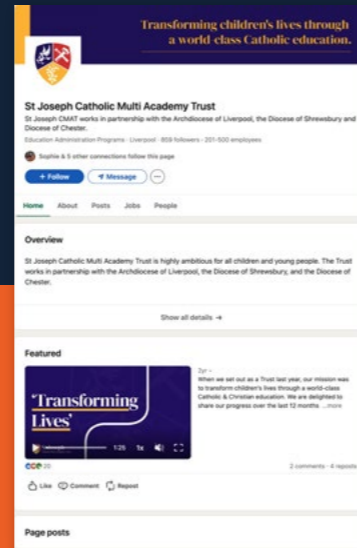 Transforming children's lives through
a world-class Catholic education.
St Joseph Catholic Multi Academy Trust
St Joseph CMAT works in partnership with the Archdiocese of Liverpool, the Diocese of Shrewsbury and
Diocese of Chester.
Education Administration Programs · Liverpool · 859 followers · 201-500 employees
Sophie & 5 other connections follow this page
+ Follow
Message
Home About Posts Jobs People
Overview
St Joseph Catholic Multi Academy Trust is highly ambitious for all children and young people. The Trust
works in partnership with the Archdiocese of Liverpool, the Diocese of Shrewsbury, and the Diocese of
Chester.
Show all details →
Featured
'Transforming
Lives'
1:25 1x
2yr
When we set out as a Trust last year, our mission was
to transform children's lives through a world-class
Catholic & Christian education. We are delighted to
share our progress over the last 12 months ...more
20
2 comments · 4 reposts
Like Comment Repost
Page posts